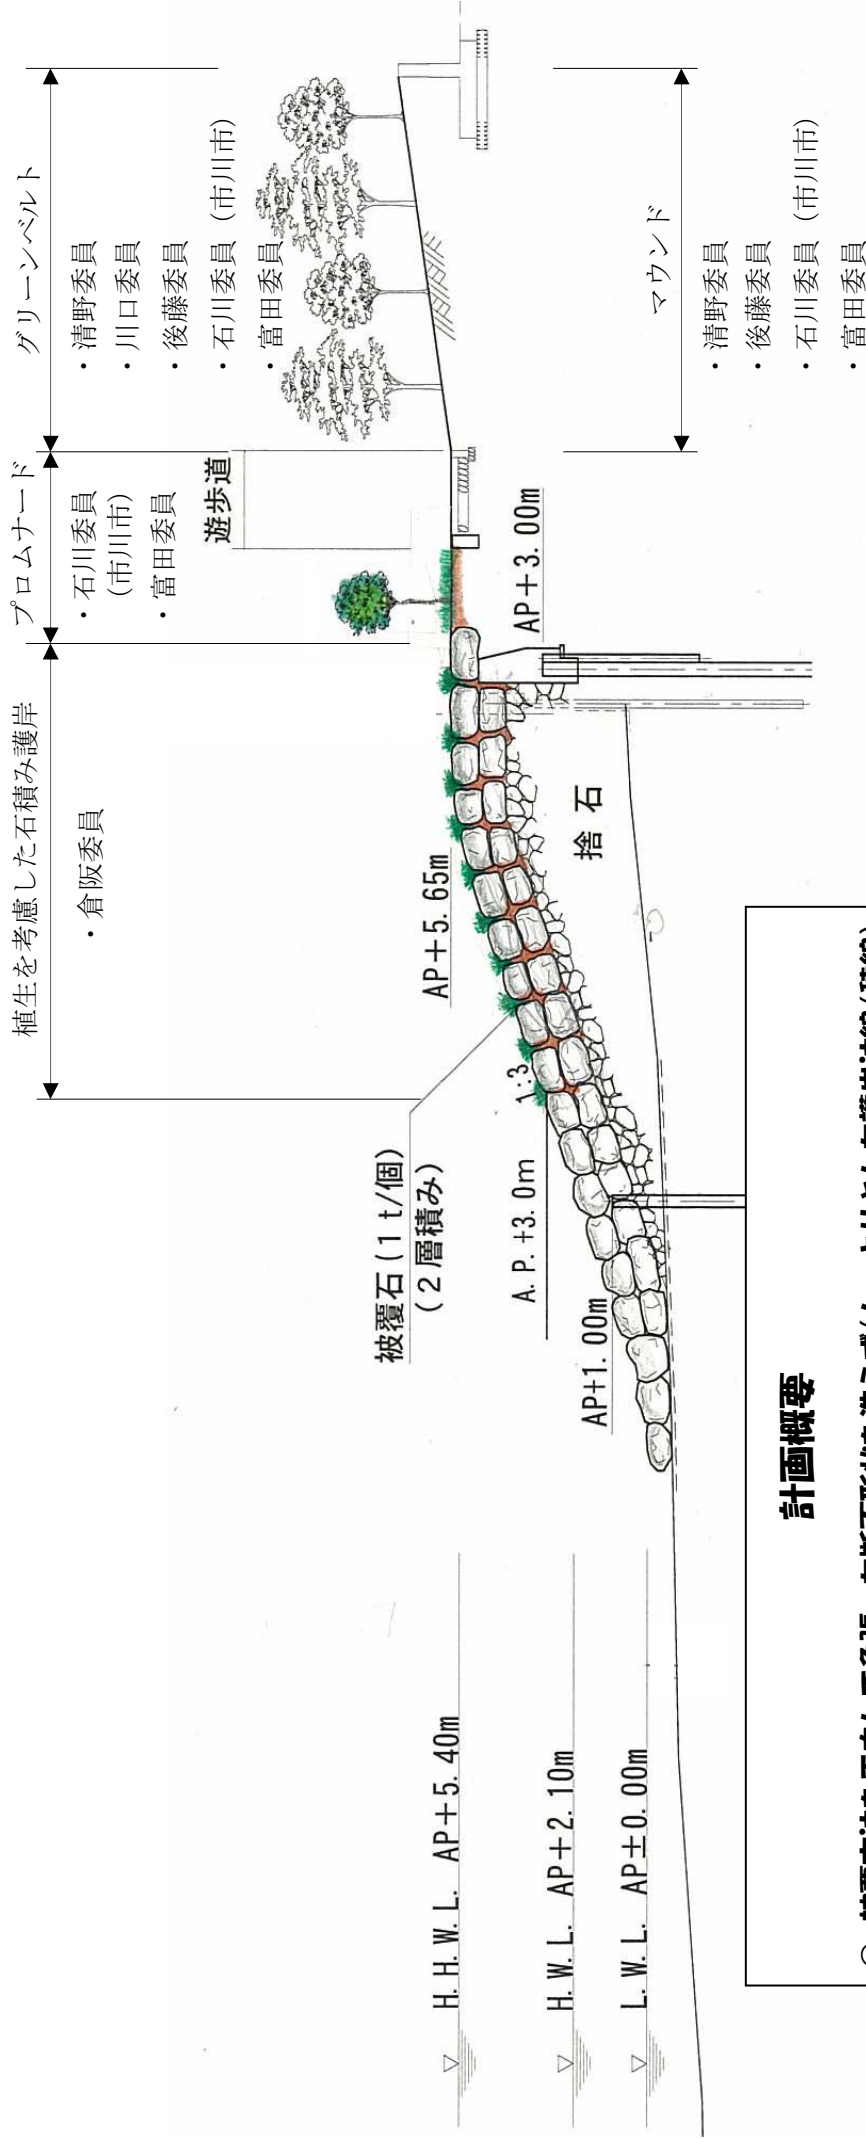 植生を考慮した石積み護岸
・倉阪委員
プロムナード
・石川委員
(市川市)
・富田委員
グリーンベルト
・清野委員
・川口委員
・後藤委員
・石川委員 (市川市)
・富田委員
遊歩道
マウンド
・清野委員
・後藤委員
・石川委員 (市川市)
・富田委員
H.H.W.L. AP+5.40m
H.W.L. AP+2.10m
L.W.L. AP±0.00m
被覆石(1t/個)
(2層積み)
AP+5.65m
1:3
A.P.+3.0m
AP+1.00m
捨石
AP+3.00m
計画概要